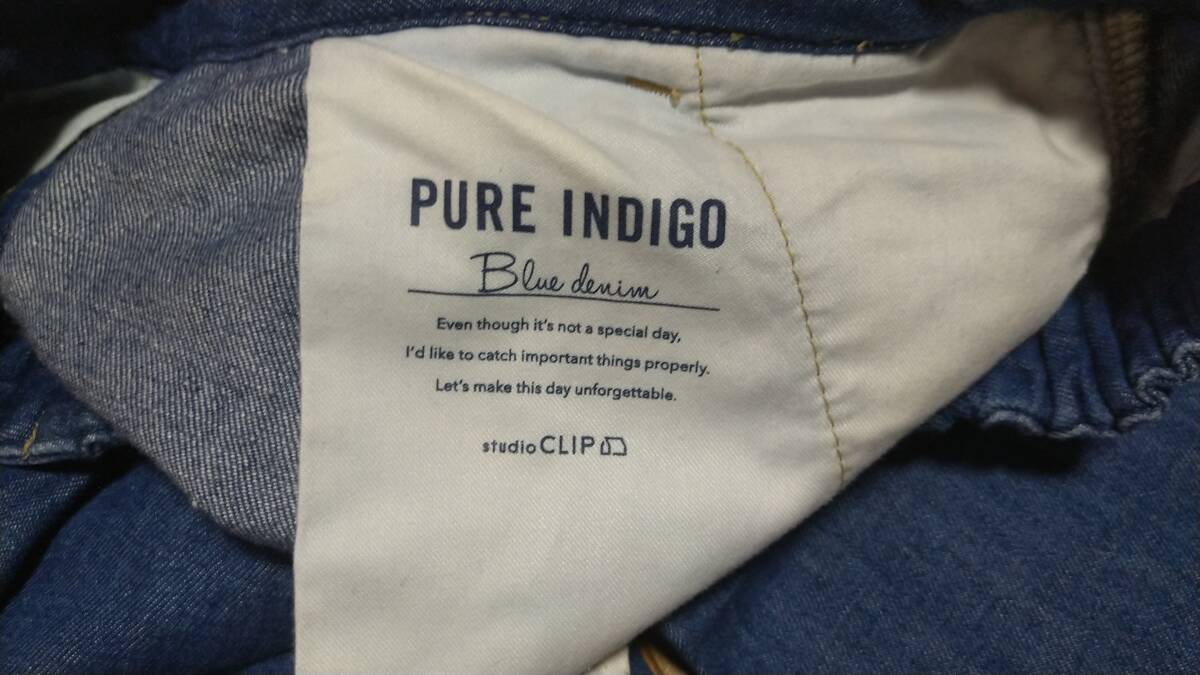 PURE INDIGO
Blue denim
Even though it's not a special day,
I'd like to catch important things properly.
Let's make this day unforgettable.
studio CLIP